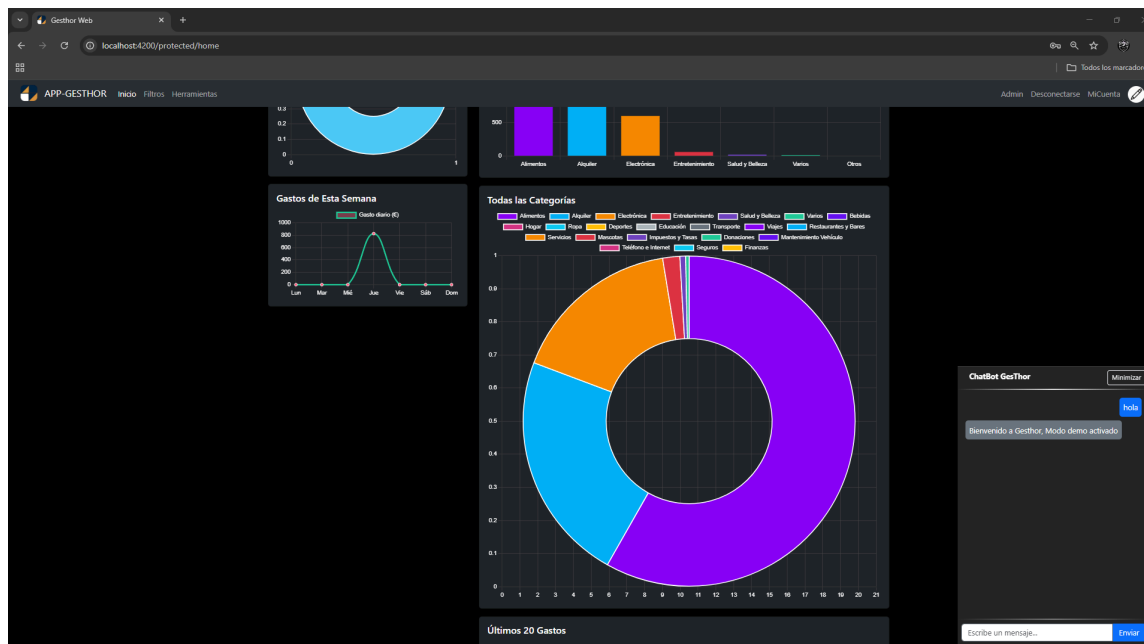 Gesthor Web
localhost:4200/protected/home
Todos los marcadore
APP-GESTHOR Inicio Filtros Herramientas Admin Desconectarse MiCuenta
0.3
0.2
0.1
0
0 1
500
0
Alimentos Alquiler Electrónica Entretenimiento Salud y Belleza Varios Otros
Gastos de Esta Semana
Gasto diario (€)
1000
800
600
400
200
0
Lun Mar Mié Jue Vie Sáb Dom
Todas las Categorías
Alimentos Alquiler Electrónica Entretenimiento Salud y Belleza Varios Bebidas
Hogar Ropa Deportes Educación Transporte Viajes Restaurantes y Bares
Servicios Mascotas Impuestos y Tasas Donaciones Mantenimiento Vehículo
Teléfono e Internet Seguros Finanzas
1
0.9
0.8
0.7
0.6
0.5
0.4
0.3
0.2
0.1
0
0 1 2 3 4 5 6 7 8 9 10 11 12 13 14 15 16 17 18 19 20 21
Últimos 20 Gastos
ChatBot GesThor Minimizar
hola
Bienvenido a Gesthor, Modo demo activado
Escribe un mensaje... Enviar